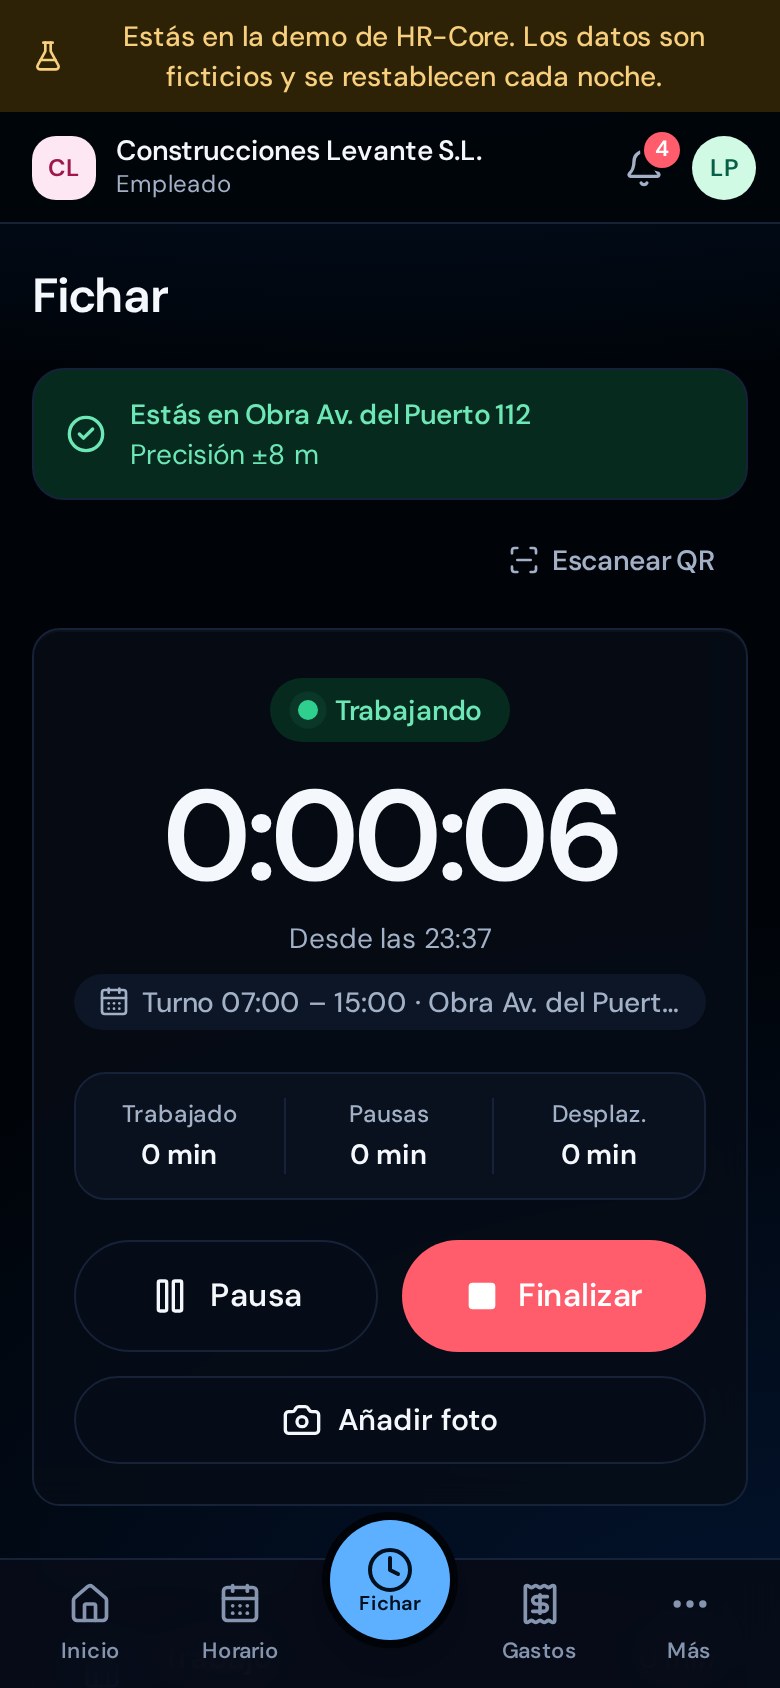 Estás en la demo de HR-Core. Los datos son
ficticios y se restablecen cada noche.
CL
Construcciones Levante S.L.
Empleado
4
LP
Fichar
Estás en Obra Av. del Puerto 112
Precisión ±8 m
Escanear QR
Trabajando
0:00:06
Desde las 23:37
Turno 07:00 – 15:00 · Obra Av. del Puert...
Trabajado
0 min
Pausas
0 min
Desplaz.
0 min
Pausa
Finalizar
Añadir foto
Inicio
Horario
Fichar
Gastos
Más